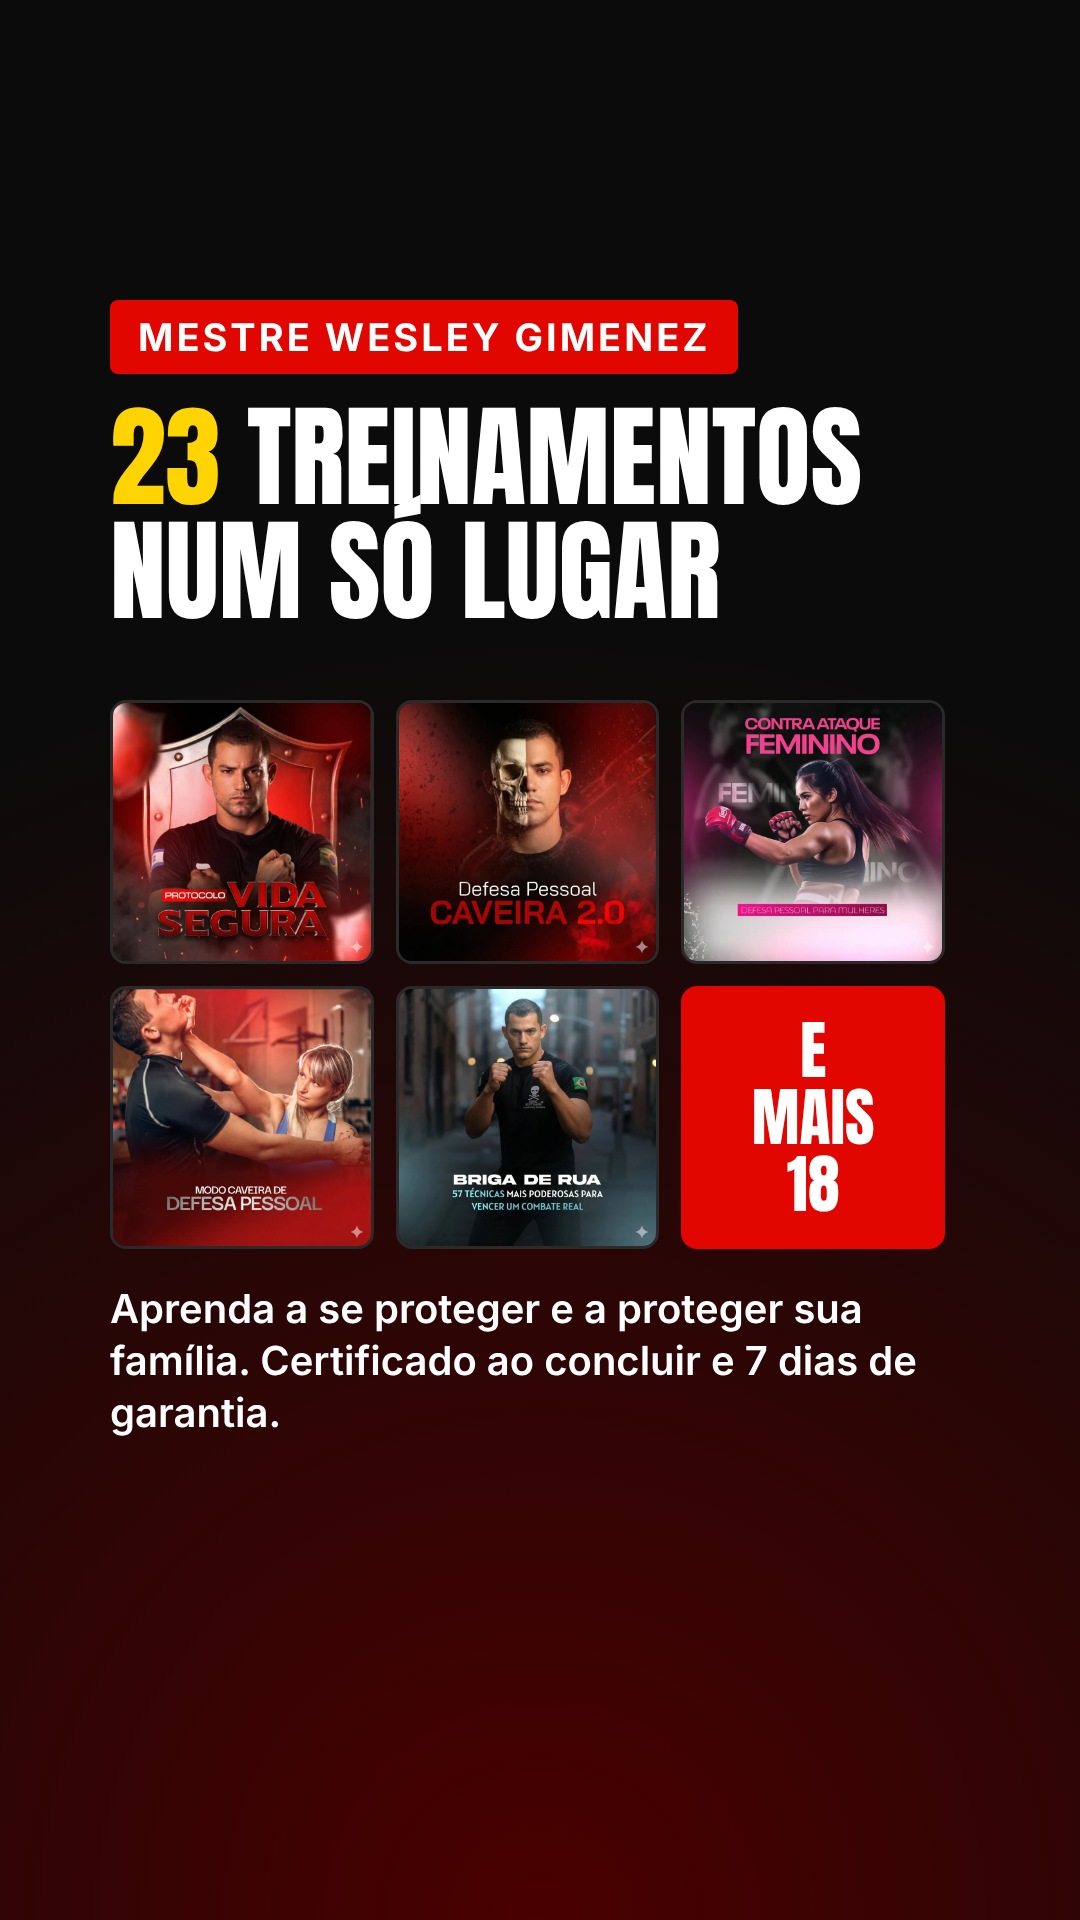 MESTRE WESLEY GIMENEZ
23 TREINAMENTOS
NUM SÓ LUGAR
PROTOCOLO VIDA
SEGURA
Defesa Pessoal
CAVEIRA 2.0
CONTRA ATAQUE
FEMININO
FEMININO
DEFESA PESSOAL PARA MULHERES
MODO CAVEIRA DE
DEFESA PESSOAL
BRIGA DE RUA
57 TÉCNICAS MAIS PODEROSAS PARA
VENCER UM COMBATE REAL
E
MAIS
18
Aprenda a se proteger e a proteger sua
família. Certificado ao concluir e 7 dias de
garantia.